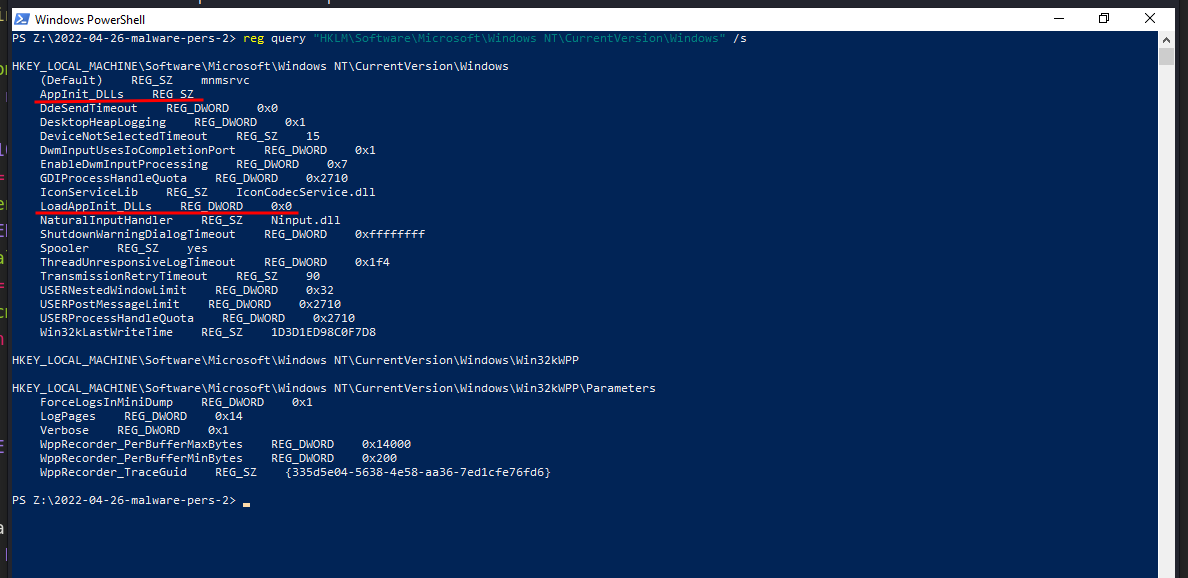 Windows PowerShell
PS Z:\2022-04-26-malware-pers-2> reg query "HKLM\Software\Microsoft\Windows NT\CurrentVersion\Windows" /s
HKEY_LOCAL_MACHINE\Software\Microsoft\Windows NT\CurrentVersion\Windows
(Default)    REG_SZ    mnmsrvc
AppInit_DLLs    REG_SZ
DdeSendTimeout    REG_DWORD    0x0
DesktopHeapLogging    REG_DWORD    0x1
DeviceNotSelectedTimeout    REG_SZ    15
DwmInputUsesIoCompletionPort    REG_DWORD    0x1
EnableDwmInputProcessing    REG_DWORD    0x7
GDIProcessHandleQuota    REG_DWORD    0x2710
IconServiceLib    REG_SZ    IconCodecService.dll
LoadAppInit_DLLs    REG_DWORD    0x0
NaturalInputHandler    REG_SZ    Ninput.dll
ShutdownWarningDialogTimeout    REG_DWORD    0xffffffff
Spooler    REG_SZ    yes
ThreadUnresponsiveLogTimeout    REG_DWORD    0x1f4
TransmissionRetryTimeout    REG_SZ    90
USERNestedWindowLimit    REG_DWORD    0x32
USERPostMessageLimit    REG_DWORD    0x2710
USERProcessHandleQuota    REG_DWORD    0x2710
Win32kLastWriteTime    REG_SZ    1D3D1ED98C0F7D8
HKEY_LOCAL_MACHINE\Software\Microsoft\Windows NT\CurrentVersion\Windows\Win32kWPP
HKEY_LOCAL_MACHINE\Software\Microsoft\Windows NT\CurrentVersion\Windows\Win32kWPP\Parameters
ForceLogsInMiniDump    REG_DWORD    0x1
LogPages    REG_DWORD    0x14
Verbose    REG_DWORD    0x1
WppRecorder_PerBufferMaxBytes    REG_DWORD    0x14000
WppRecorder_PerBufferMinBytes    REG_DWORD    0x200
WppRecorder_TraceGuid    REG_SZ    {335d5e04-5638-4e58-aa36-7ed1cfe76fd6}
PS Z:\2022-04-26-malware-pers-2>